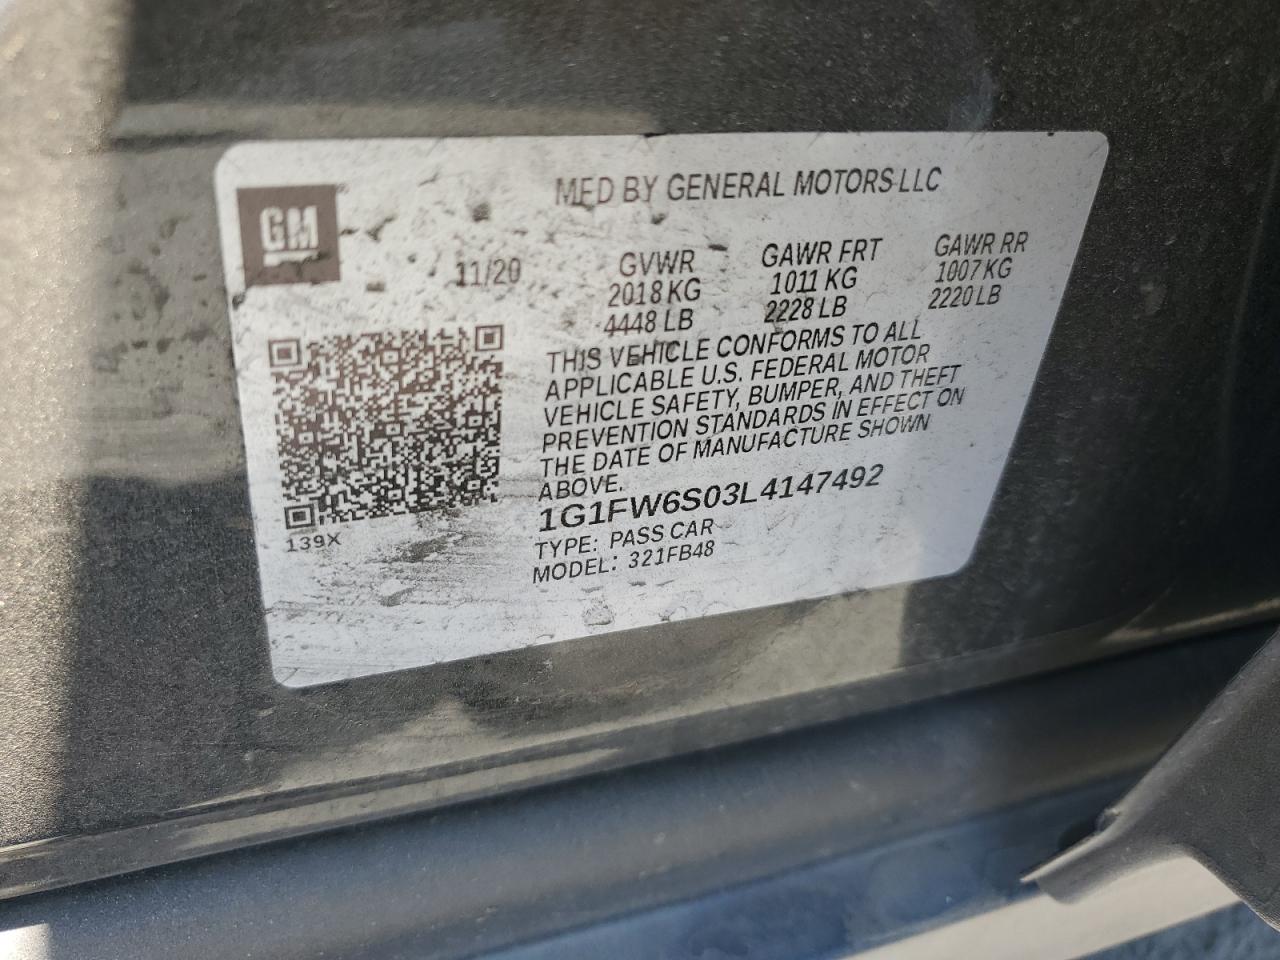 GM
MFD BY GENERAL MOTORS LLC
11/20
GVWR
2018 KG
4448 LB
GAWR FRT
1011 KG
2228 LB
GAWR RR
1007 KG
2220 LB
THIS VEHICLE CONFORMS TO ALL
APPLICABLE U.S. FEDERAL MOTOR
VEHICLE SAFETY, BUMPER, AND THEFT
PREVENTION STANDARDS IN EFFECT ON
THE DATE OF MANUFACTURE SHOWN
ABOVE.
1G1FW6S03L4147492
TYPE: PASS CAR
MODEL: 321FB48
139X